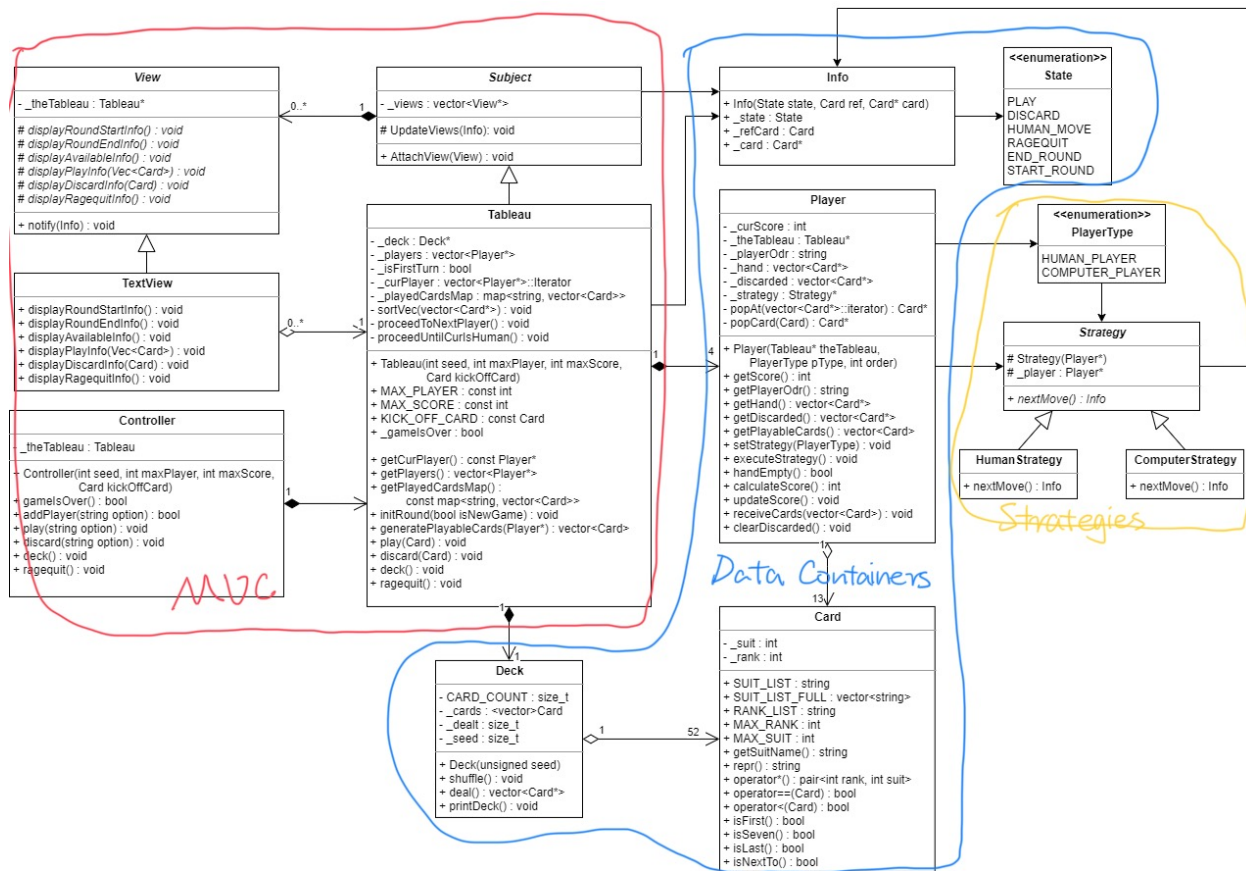 View
- _theTableau : Tableau*
# displayRoundStartInfo() : void
# displayRoundEndInfo() : void
# displayAvailableInfo() : void
# displayPlayInfo(Vec<Card>) : void
# displayDiscardInfo(Card) : void
# displayRagequitInfo() : void
+ notify(Info) : void
0..*
1
Subject
- _views : vector<View*>
# UpdateViews(Info): void
+ AttachView(View) : void
Info
+ Info(State state, Card ref, Card* card)
+ _state : State
+ _refCard : Card
+ _card : Card*
<<enumeration>>
State
PLAY
DISCARD
HUMAN_MOVE
RAGEQUIT
END_ROUND
START_ROUND
TextView
+ displayRoundStartInfo() : void
+ displayRoundEndInfo() : void
+ displayAvailableInfo() : void
+ displayPlayInfo(Vec<Card>) : void
+ displayDiscardInfo(Card) : void
+ displayRagequitInfo() : void
0..*
1
Tableau
- _deck : Deck*
- _players : vector<Player*>
- _isFirstTurn : bool
- _curPlayer : vector<Player*>::Iterator
- _playedCardsMap : map<string, vector<Card>>
- sortVec(vector<Card*>) : void
- proceedToNextPlayer() : void
- proceedUntilCurIsHuman() : void
+ Tableau(int seed, int maxPlayer, int maxScore,
Card kickOffCard)
+ MAX_PLAYER : const int
+ MAX_SCORE : const int
+ KICK_OFF_CARD : const Card
+ _gameIsOver : bool
+ getCurPlayer() : const Player*
+ getPlayers() : vector<Player*>
+ getPlayedCardsMap() :
const map<string, vector<Card>>
+ initRound(bool isNewGame) : void
+ generatePlayableCards(Player*) : vector<Card>
+ play(Card) : void
+ discard(Card) : void
+ deck() : void
+ ragequit() : void
1
4
Player
- _curScore : int
- _theTableau : Tableau*
- _playerOdr : string
- _hand : vector<Card*>
- _discarded : vector<Card*>
- _strategy : Strategy*
- popAt(vector<Card*>::iterator) : Card*
- popCard(Card) : Card*
+ Player(Tableau* theTableau,
PlayerType pType, int order)
+ getScore() : int
+ getPlayerOdr() : string
+ getHand() : vector<Card*>
+ getDiscarded() : vector<Card*>
+ getPlayableCards() : vector<Card>
+ setStrategy(PlayerType) : void
+ executeStrategy() : void
+ handEmpty() : bool
+ calculateScore() : int
+ updateScore() : void
+ receiveCards(vector<Card*>) : void
+ clearDiscarded() : void
<<enumeration>>
PlayerType
HUMAN_PLAYER
COMPUTER_PLAYER
Strategy
# Strategy(Player*)
# _player : Player*
+ nextMove() : Info
HumanStrategy
+ nextMove() : Info
ComputerStrategy
+ nextMove() : Info
Strategies
Controller
- _theTableau : Tableau
+ Controller(int seed, int maxPlayer, int maxScore,
Card kickOffCard)
+ gameIsOver() : bool
+ addPlayer(string option) : bool
+ play(string option) : void
+ discard(string option) : void
+ deck() : void
+ ragequit() : void
1
MVC
Data Containers
1
13
1
1
Deck
- CARD_COUNT : size_t
- _cards : <vector>Card
- _dealt : size_t
- _seed : size_t
+ Deck(unsigned seed)
+ shuffle() : void
+ deal() : vector<Card*>
+ printDeck() : void
1
52
Card
- _suit : int
- _rank : int
+ SUIT_LIST : string
+ SUIT_LIST_FULL : vector<string>
+ RANK_LIST : string
+ MAX_RANK : int
+ MAX_SUIT : int
+ getSuitName() : string
+ repr() : string
+ operator*() : pair<int rank, int suit>
+ operator==(Card) : bool
+ operator<(Card) : bool
+ isFirst() : bool
+ isSeven() : bool
+ isLast() : bool
+ isNextTo() : bool